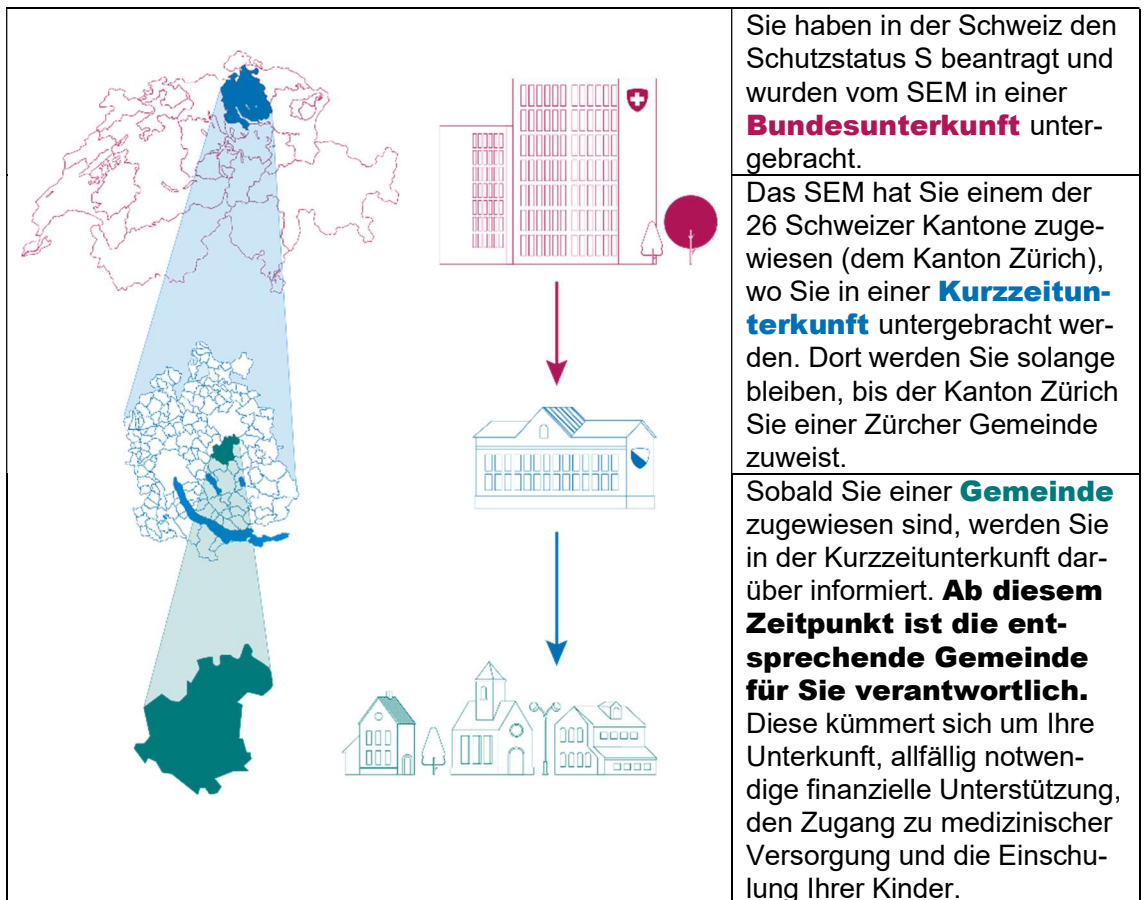 Sie haben in der Schweiz den
Schutzstatus S beantragt und
wurden vom SEM in einer
Bundesunterkunft unter-
gebracht.
Das SEM hat Sie einem der
26 Schweizer Kantone zuge-
wiesen (dem Kanton Zürich),
wo Sie in einer Kurzzeitun-
terkunft untergebracht wer-
den. Dort werden Sie solange
bleiben, bis der Kanton Zürich
Sie einer Zürcher Gemeinde
zuweist.
Sobald Sie einer Gemeinde
zugewiesen sind, werden Sie
in der Kurzzeitunterkunft dar-
über informiert. Ab diesem
Zeitpunkt ist die ent-
sprechende Gemeinde
für Sie verantwortlich.
Diese kümmert sich um Ihre
Unterkunft, allfällig notwen-
dige finanzielle Unterstützung,
den Zugang zu medizinischer
Versorgung und die Einschu-
lung Ihrer Kinder.